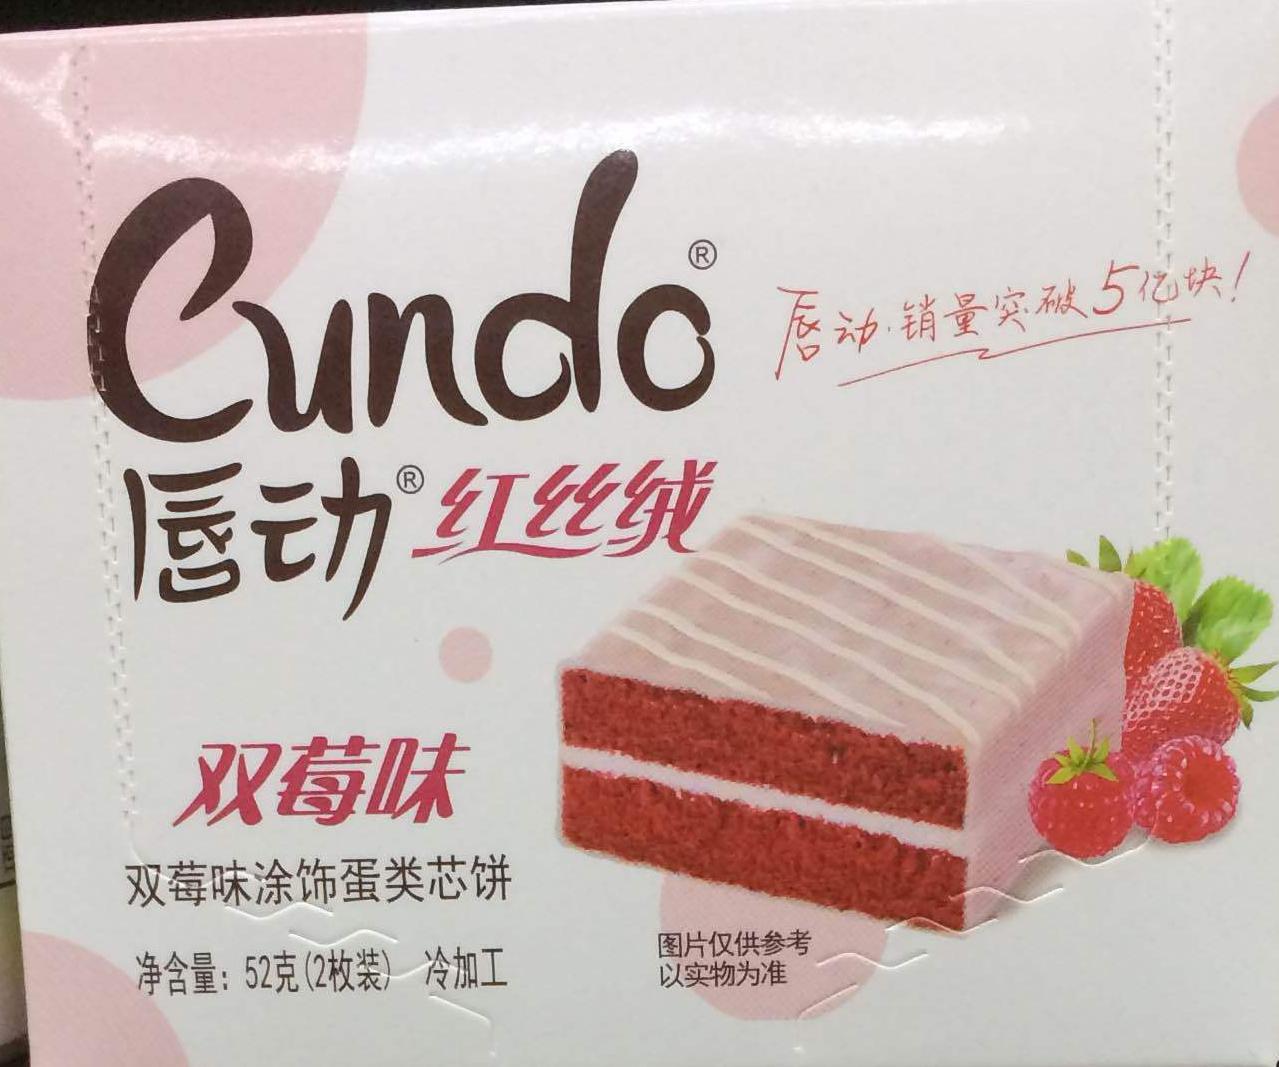 Cundo®
唇动·销量突破5亿块！
唇动®红丝绒
双莓味
双莓味涂饰蛋类芯饼
净含量：52克（2枚装） 冷加工
图片仅供参考
以实物为准